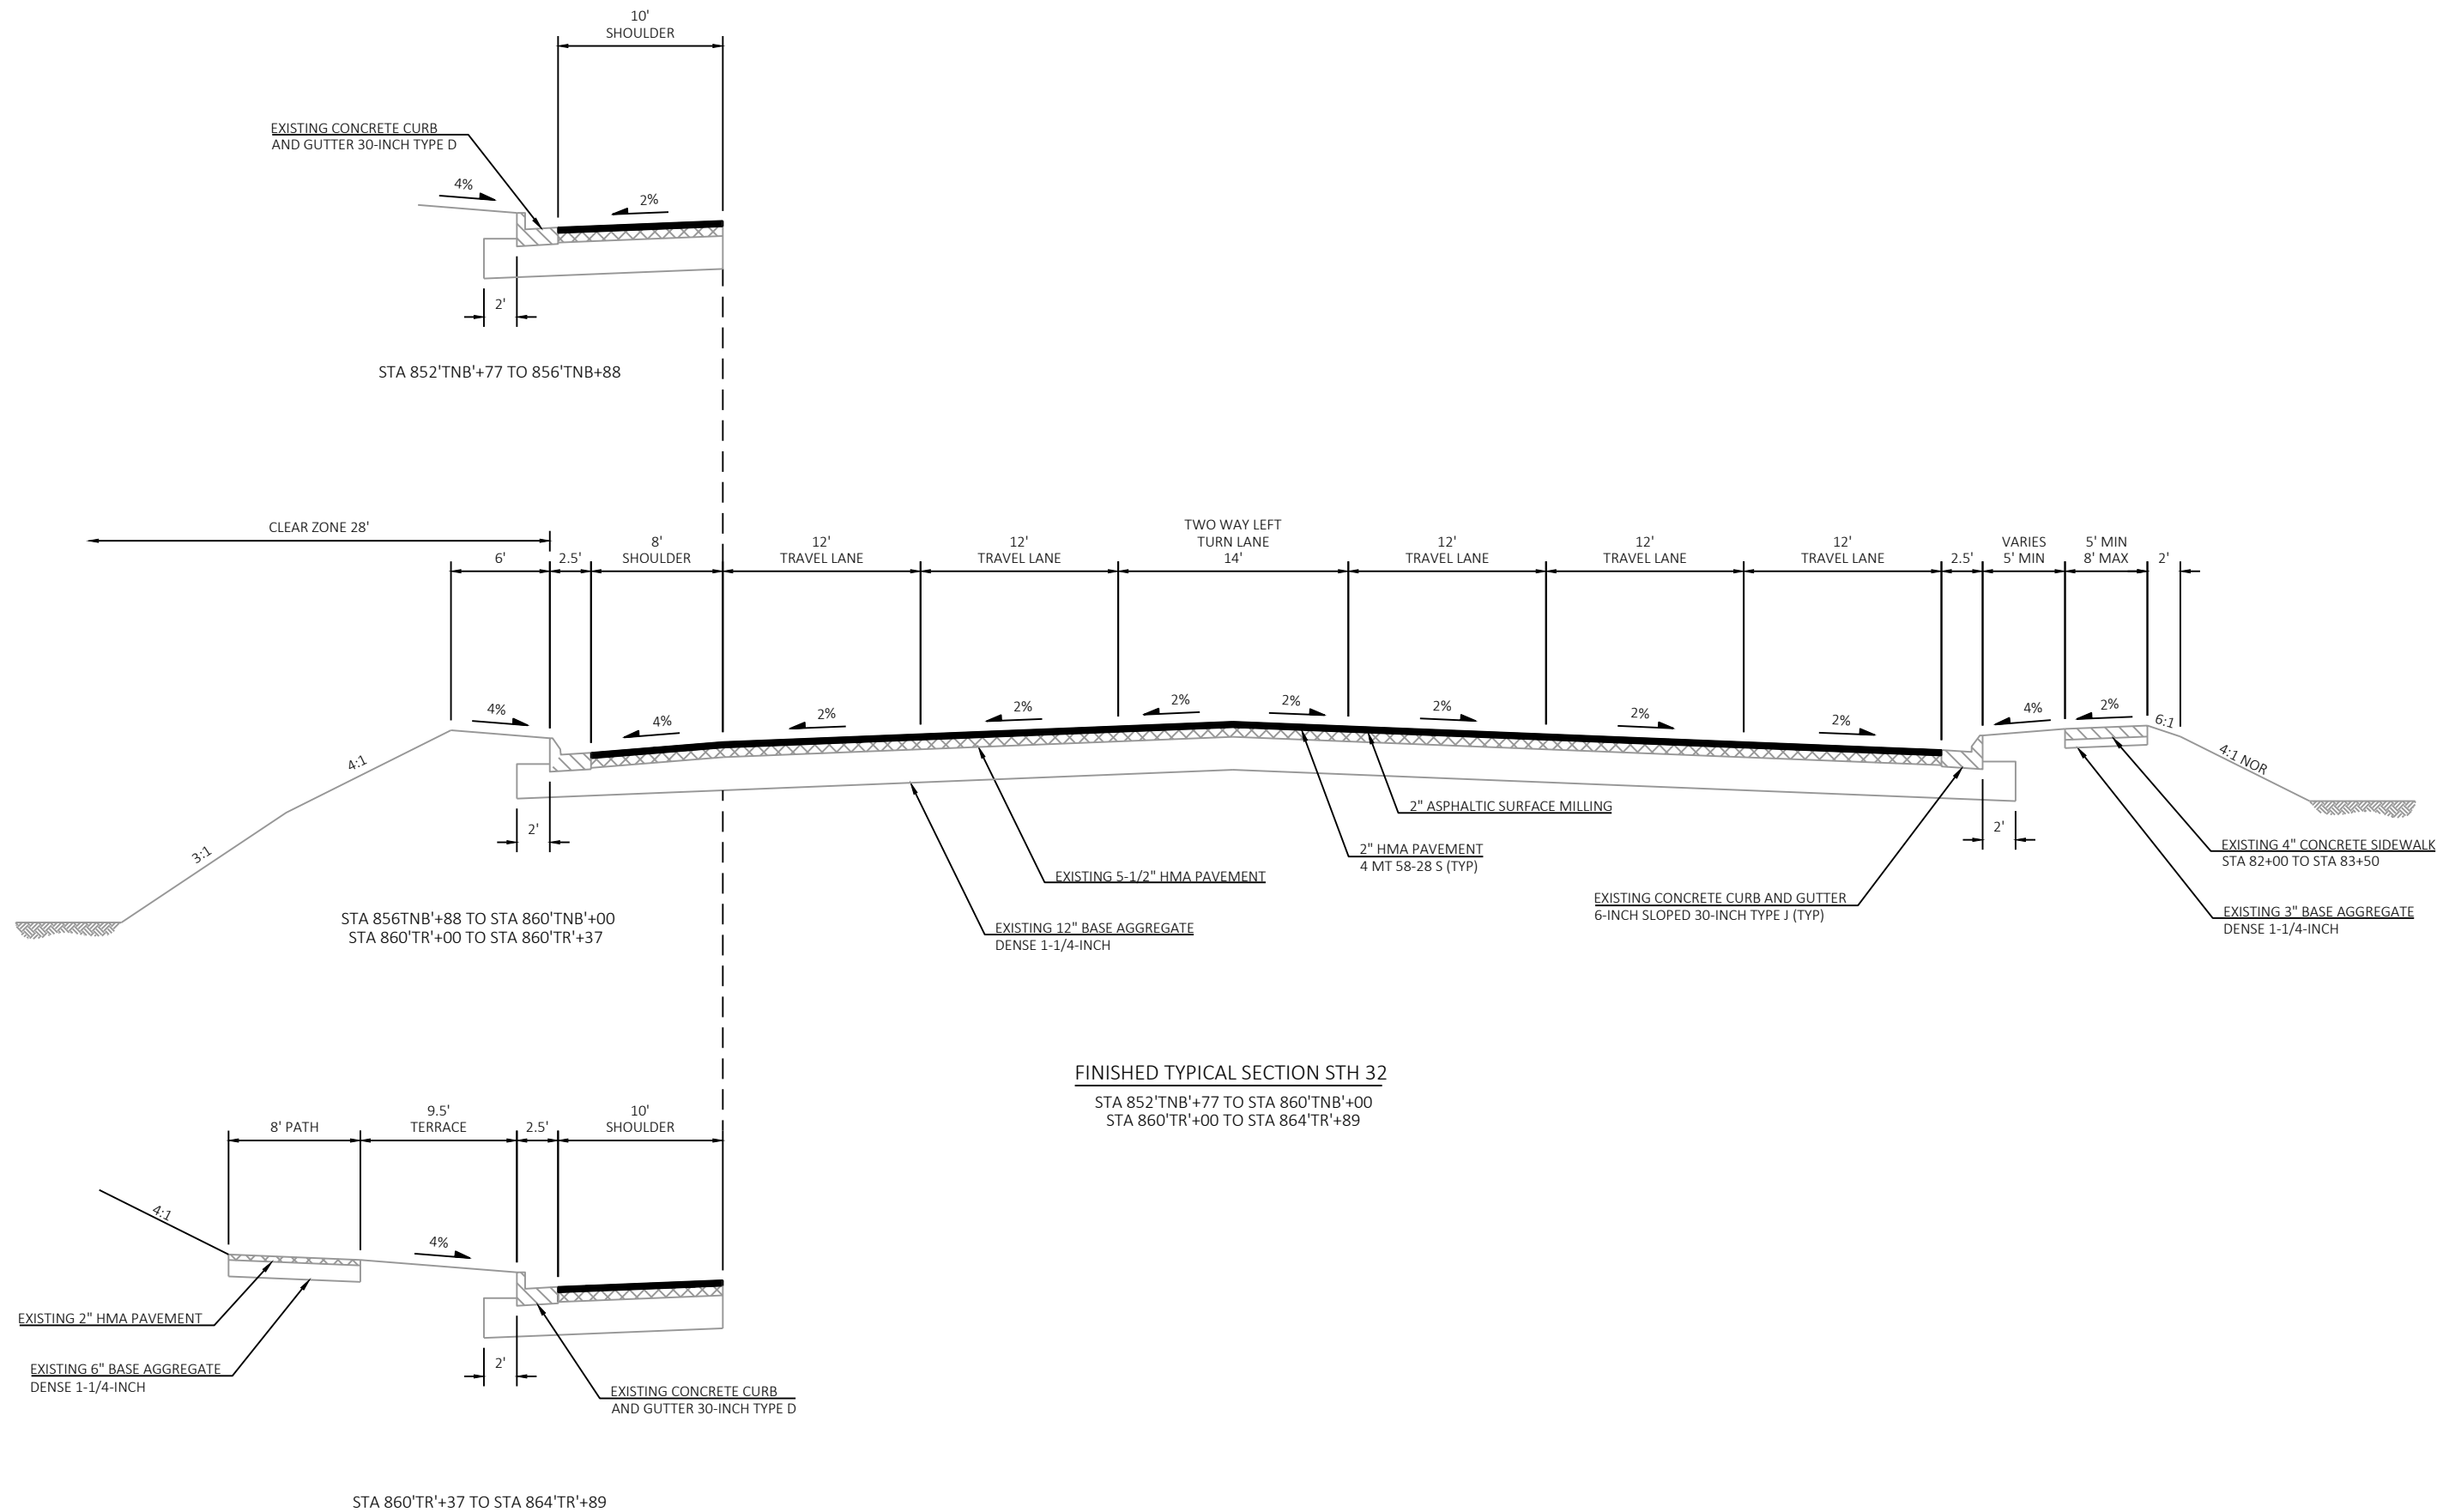 10'
SHOULDER
EXISTING CONCRETE CURB
AND GUTTER 30-INCH TYPE D
4%
2%
2'
STA 852'TNB'+77 TO 856'TNB+88
CLEAR ZONE 28'
6'
2.5'
8'
SHOULDER
12'
TRAVEL LANE
12'
TRAVEL LANE
TWO WAY LEFT
TURN LANE
14'
12'
TRAVEL LANE
12'
TRAVEL LANE
12'
TRAVEL LANE
2.5'
VARIES
5' MIN
5' MIN
8' MAX
2'
4%
4%
2%
2%
2%
2%
2%
2%
2%
4%
2%
6:1
4:1 NOR
4:1
3:1
2'
2'
2" ASPHALTIC SURFACE MILLING
2" HMA PAVEMENT
4 MT 58-28 S (TYP)
EXISTING 5-1/2" HMA PAVEMENT
EXISTING 12" BASE AGGREGATE
DENSE 1-1/4-INCH
EXISTING CONCRETE CURB AND GUTTER
6-INCH SLOPED 30-INCH TYPE J (TYP)
EXISTING 4" CONCRETE SIDEWALK
STA 82+00 TO STA 83+50
EXISTING 3" BASE AGGREGATE
DENSE 1-1/4-INCH
STA 856TNB'+88 TO STA 860'TNB'+00
STA 860'TR'+00 TO STA 860'TR'+37
FINISHED TYPICAL SECTION STH 32
STA 852'TNB'+77 TO STA 860'TNB'+00
STA 860'TR'+00 TO STA 864'TR'+89
8' PATH
9.5'
TERRACE
2.5'
10'
SHOULDER
4:1
4%
EXISTING 2" HMA PAVEMENT
EXISTING 6" BASE AGGREGATE
DENSE 1-1/4-INCH
2'
EXISTING CONCRETE CURB
AND GUTTER 30-INCH TYPE D
STA 860'TR'+37 TO STA 864'TR'+89